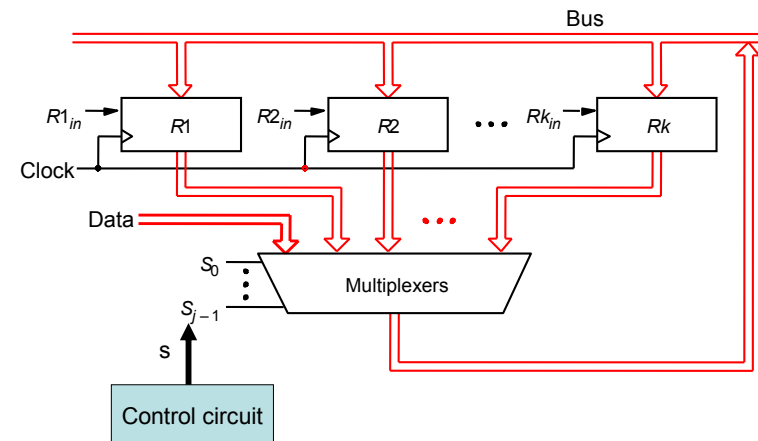 Bus
R1in
R1
R2in
R2
Rkin
Rk
Clock
Data
S0
Multiplexers
Sj – 1
s
Control circuit